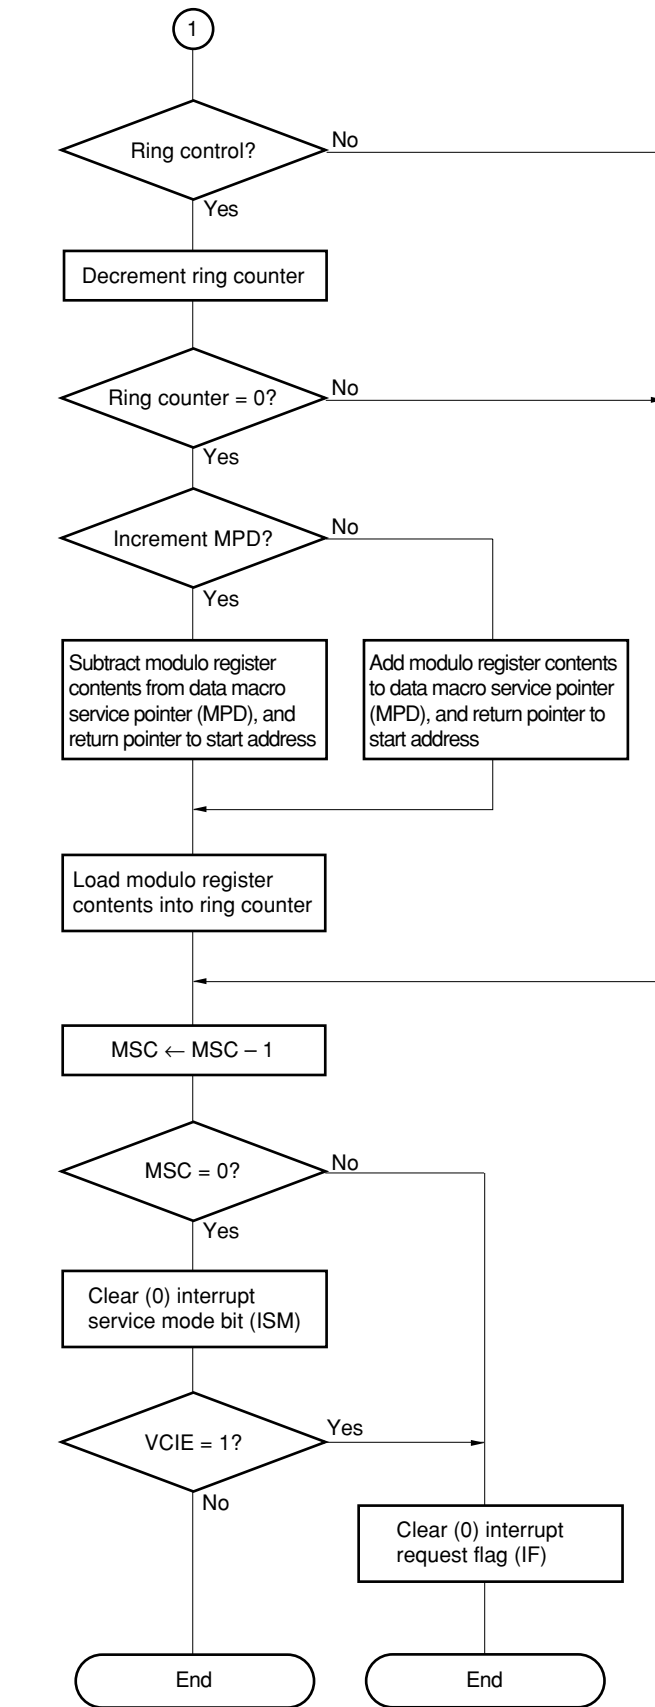 1
Ring control?
No
Yes
Decrement ring counter
Ring counter = 0?
No
Yes
Increment MPD?
No
Yes
Subtract modulo register
contents from data macro
service pointer (MPD), and
return pointer to start address
Add modulo register contents
to data macro service pointer
(MPD), and return pointer to
start address
Load modulo register
contents into ring counter
MSC ← MSC – 1
MSC = 0?
No
Yes
Clear (0) interrupt
service mode bit (ISM)
VCIE = 1?
Yes
No
Clear (0) interrupt
request flag (IF)
End
End